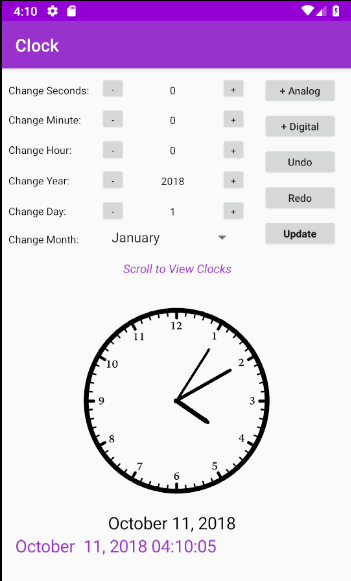 4:10
Clock
Change Seconds: - 0 + + Analog
Change Minute: - 0 + + Digital
Change Hour: - 0 + Undo
Change Year: - 2018 + Redo
Change Day: - 1 +
Change Month: January Update
Scroll to View Clocks
12
11 1
10 2
9 3
8 4
7 5
6
October 11, 2018
October 11, 2018 04:10:05